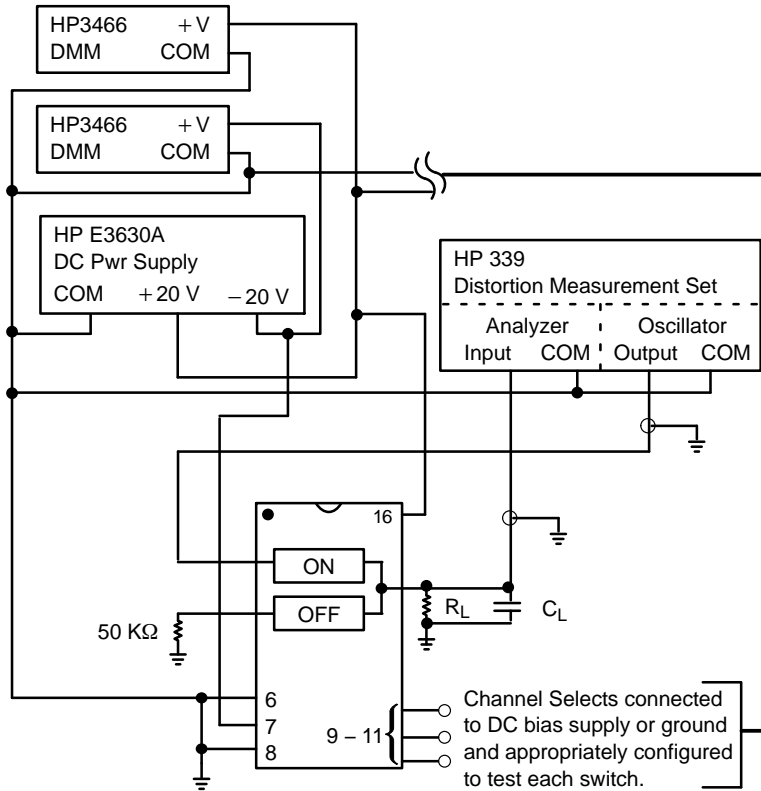 HP3466 +V
DMM COM
HP3466 +V
DMM COM
HP E3630A
DC Pwr Supply
COM +20 V −20 V
HP 339
Distortion Measurement Set
Analyzer Oscillator
Input COM Output COM
16
ON
OFF
50 KΩ
RL CL
6
7
8
9 – 11
Channel Selects connected
to DC bias supply or ground
and appropriately configured
to test each switch.